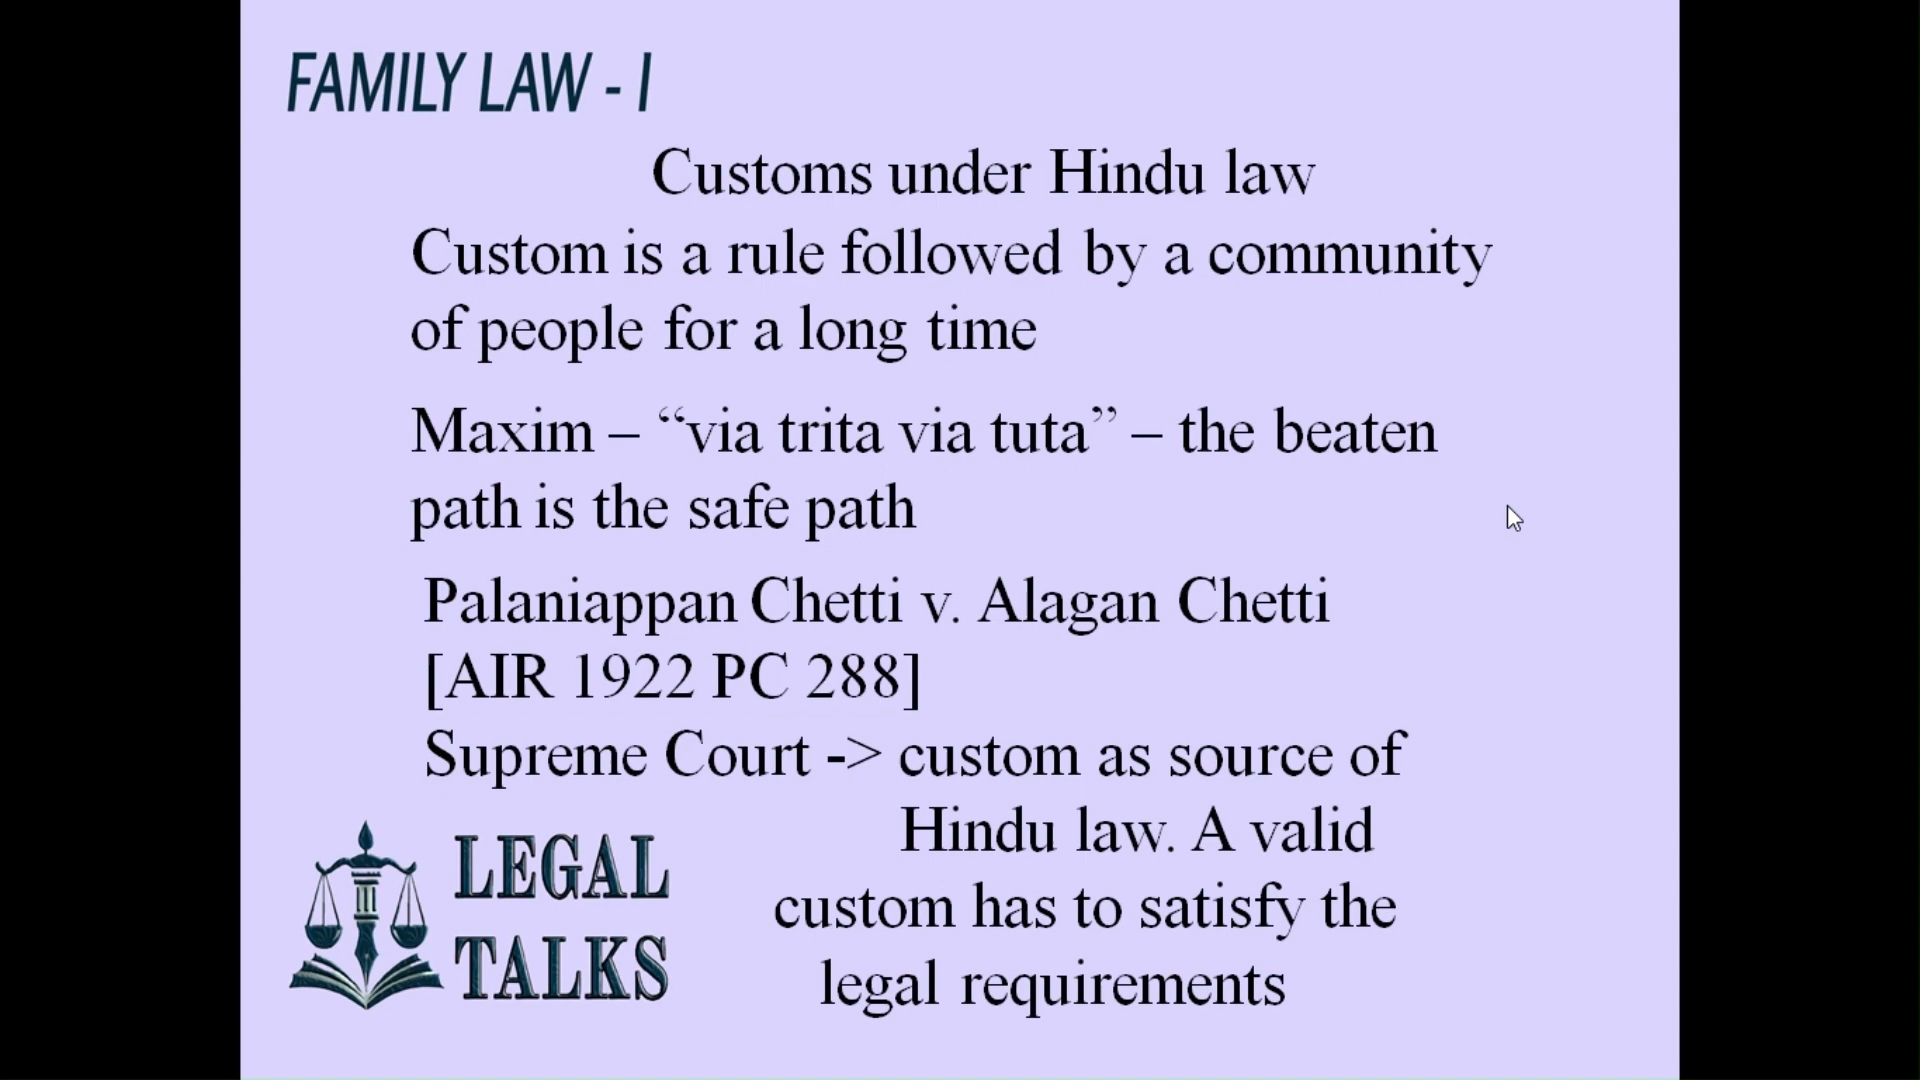 FAMILY LAW - I
Customs under Hindu law
Custom is a rule followed by a community
of people for a long time
Maxim – “via trita via tuta” – the beaten
path is the safe path
Palaniappan Chetti v. Alagan Chetti
[AIR 1922 PC 288]
Supreme Court -> custom as source of
Hindu law. A valid
custom has to satisfy the
legal requirements
LEGAL
TALKS